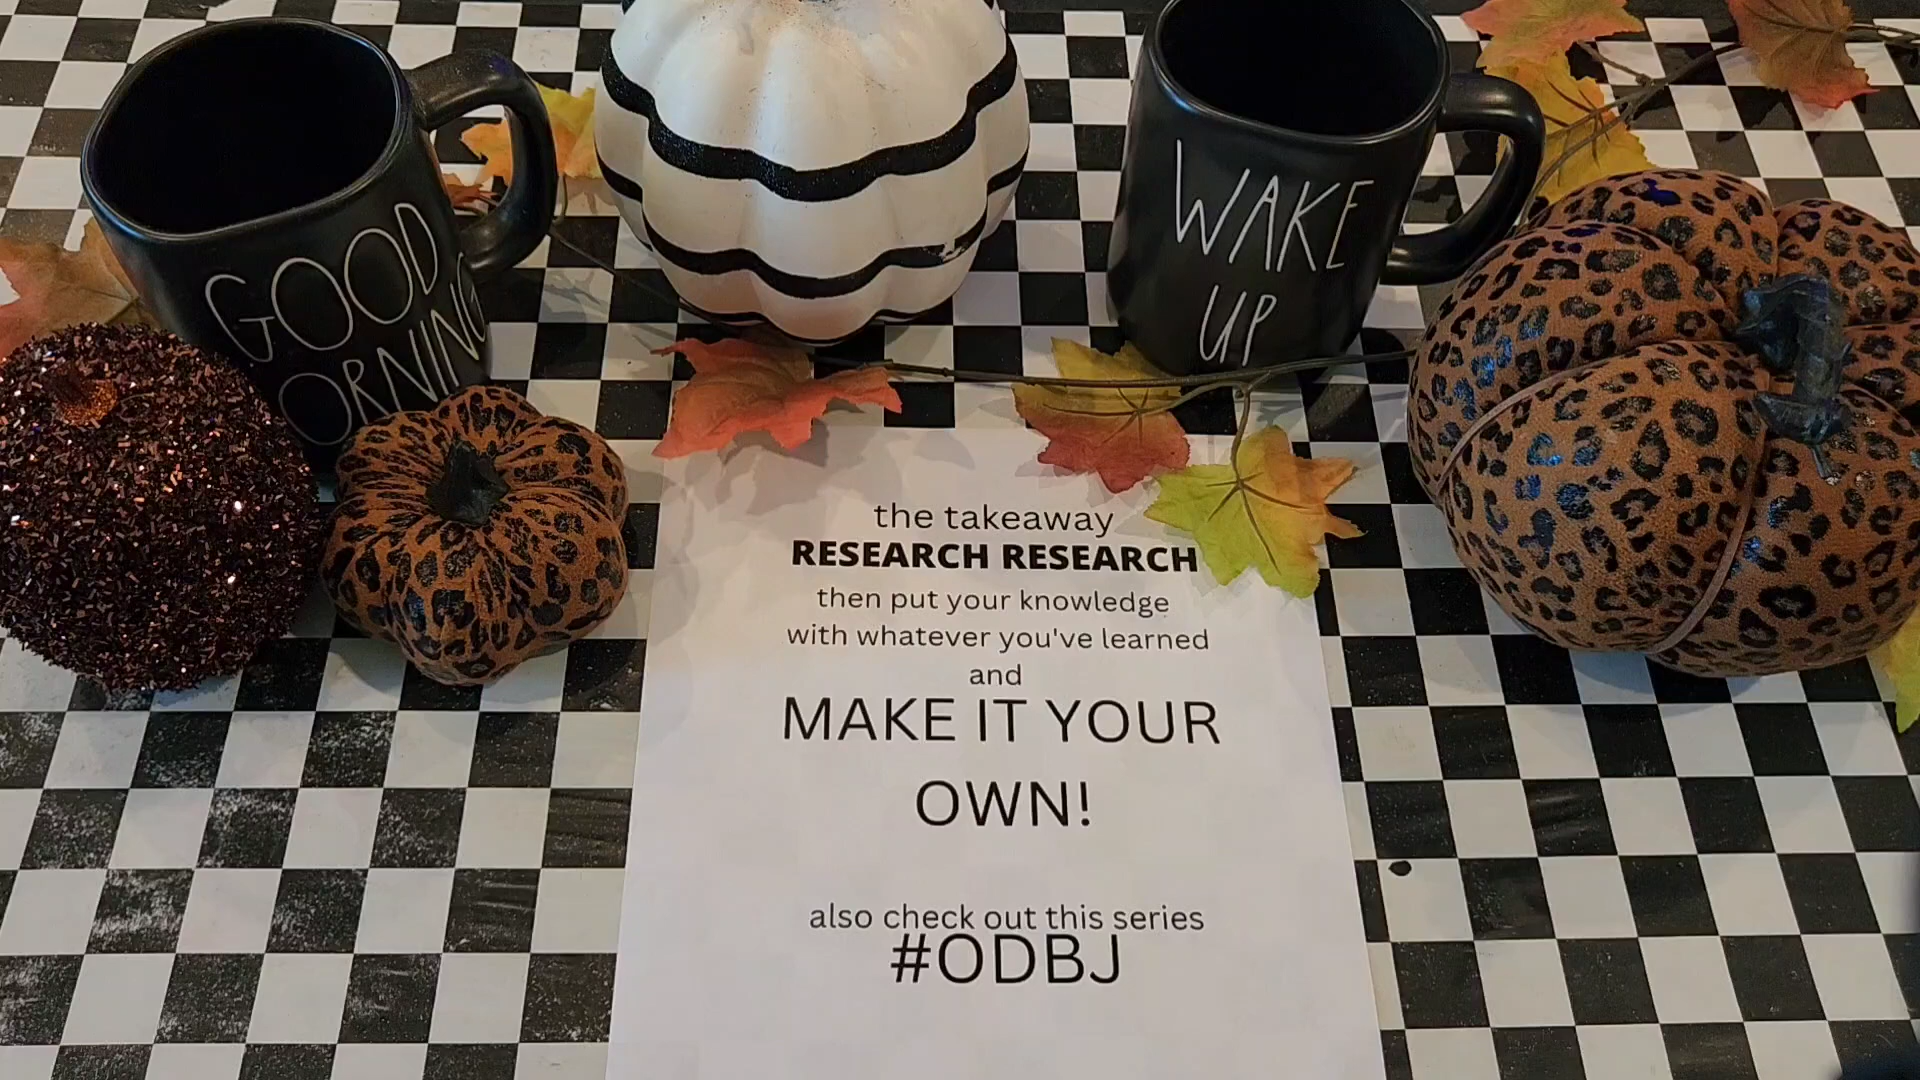 GOOD
ORNING
WAKE
UP
the takeaway
RESEARCH RESEARCH
then put your knowledge
with whatever you've learned
and
MAKE IT YOUR
OWN!
also check out this series
#ODBJ